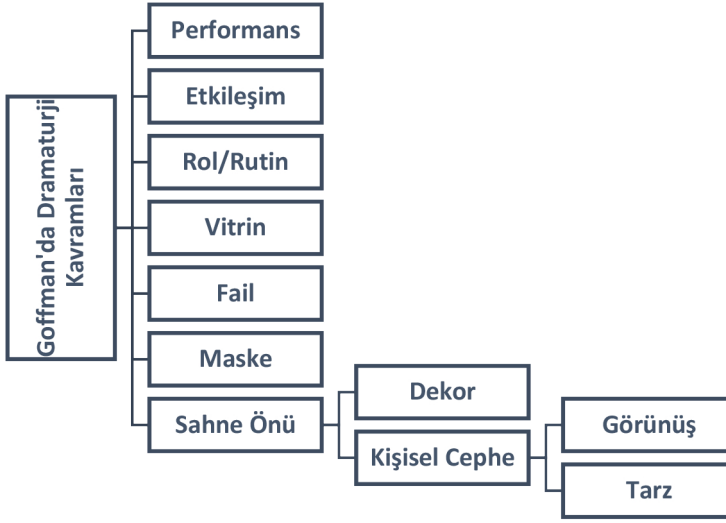 Goffman'da Dramaturji
Kavramları
Performans
Etkileşim
Rol/Rutin
Vitrin
Fail
Maske
Sahne Önü
Dekor
Kişisel Cephe
Görünüş
Tarz